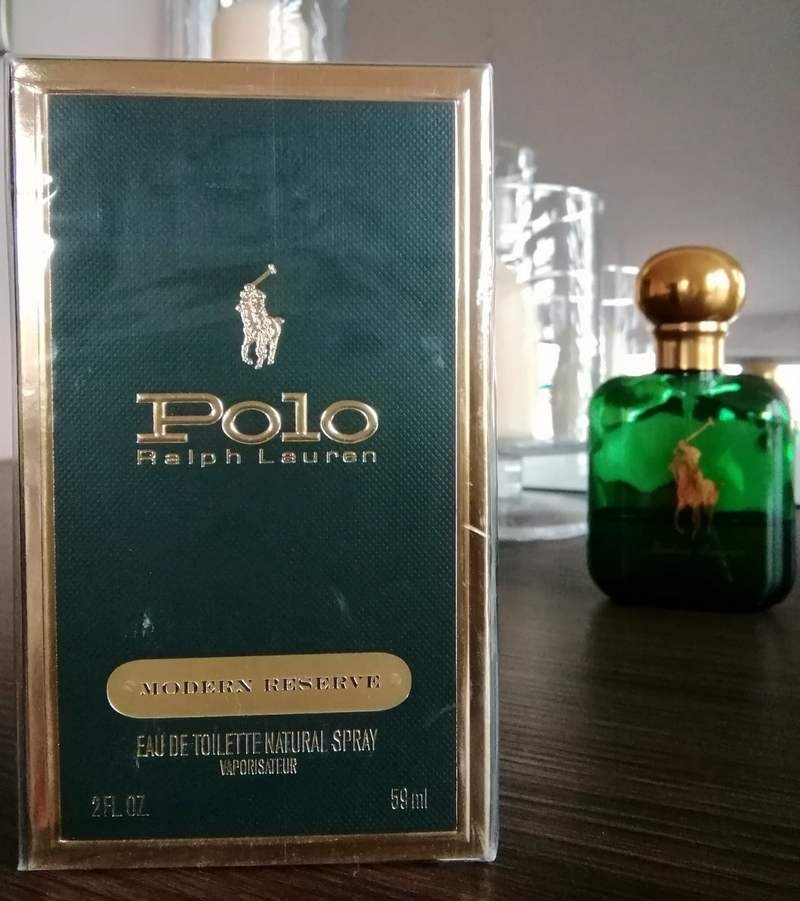 Polo
Ralph Lauren
MODERN RESERVE
EAU DE TOILETTE NATURAL SPRAY
VAPORISATEUR
2 FL. OZ.
59 ml